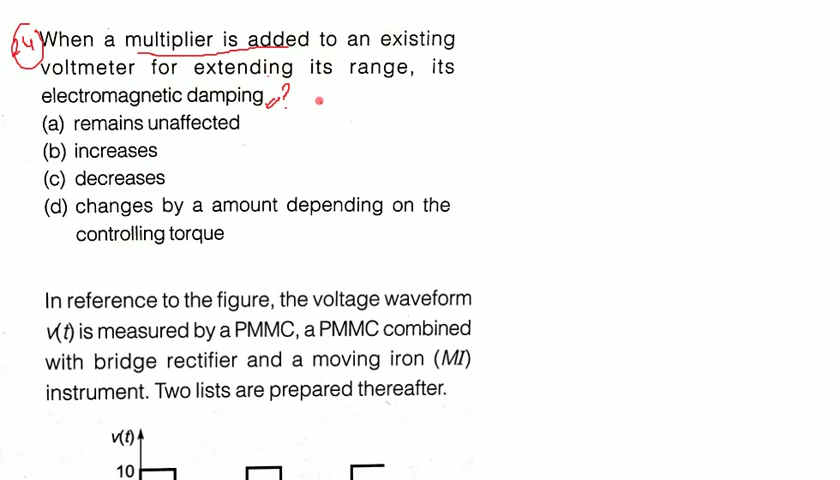 24 When a multiplier is added to an existing
voltmeter for extending its range, its
electromagnetic damping ?
(a) remains unaffected
(b) increases
(c) decreases
(d) changes by a amount depending on the
controlling torque
In reference to the figure, the voltage waveform
v(t) is measured by a PMMC, a PMMC combined
with bridge rectifier and a moving iron (MI)
instrument. Two lists are prepared thereafter.
v(t)
10